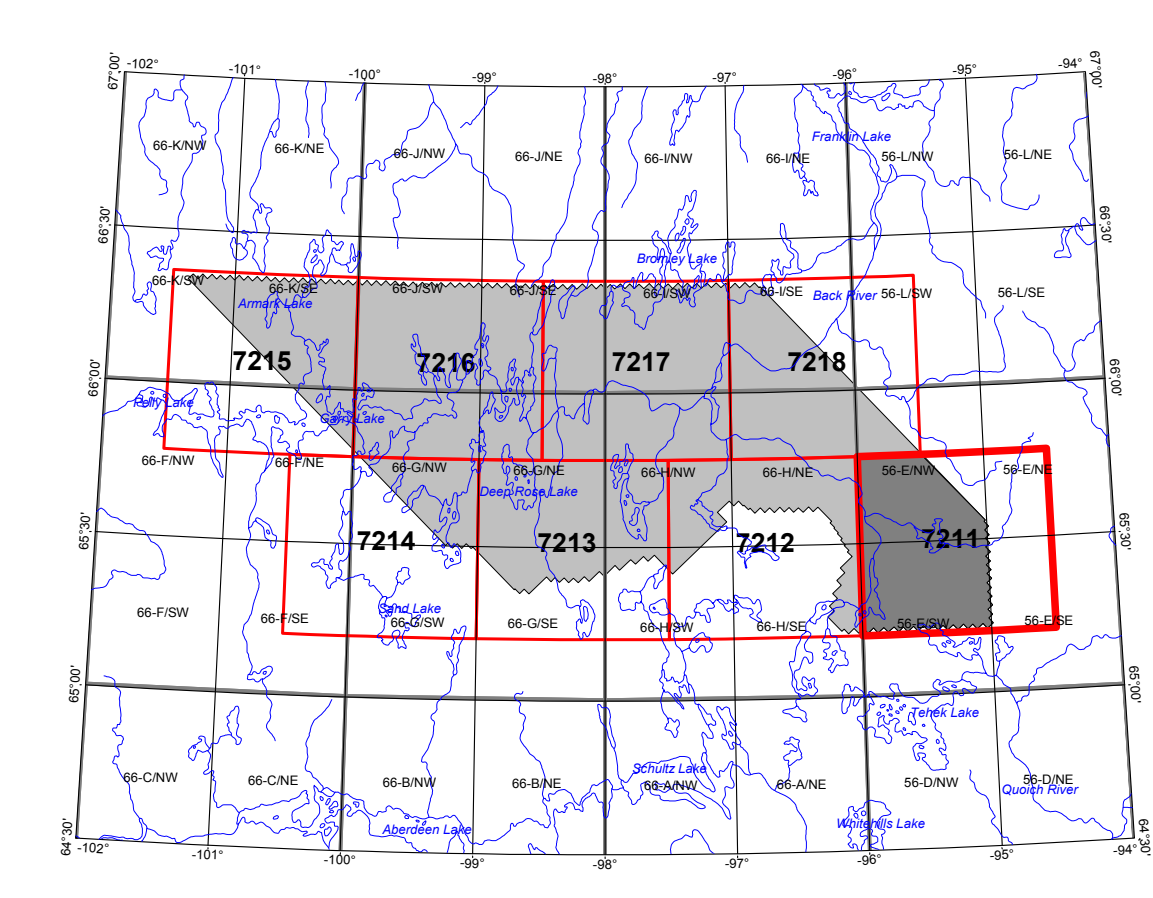 -102° -101° -100° -99° -98° -97° -96° -95° -94°
67°00' 67°00'
Franklin Lake
66-K/NW 66-K/NE 66-J/NW 66-J/NE 66-I/NW 66-I/NE 56-L/NW 56-L/NE
66°30' 66°30'
Bromley Lake
66-K/SW 66-K/SE 66-J/SW 66-J/SE 66-I/SW 66-I/SE 56-L/SW 56-L/SE
Armark Lake Back River
7215 7216 7217 7218
66°00' 66°00'
Pelly Lake Garry Lake
66-F/NW 66-F/NE 66-G/NW 66-G/NE 66-H/NW 66-H/NE 56-E/NW 56-E/NE
Deep Rose Lake
65°30' 65°30'
7214 7213 7212 7211
Sand Lake
66-F/SW 66-F/SE 66-G/SW 66-G/SE 66-H/SW 66-H/SE 56-E/SW 56-E/SE
65°00' 65°00'
Tehek Lake
Schultz Lake
66-C/NW 66-C/NE 66-B/NW 66-B/NE 66-A/NW 66-A/NE 56-D/NW 56-D/NE
Quoich River
Aberdeen Lake Whitehills Lake
64°30' 64°30'
-102° -101° -100° -99° -98° -97° -96° -95° -94°